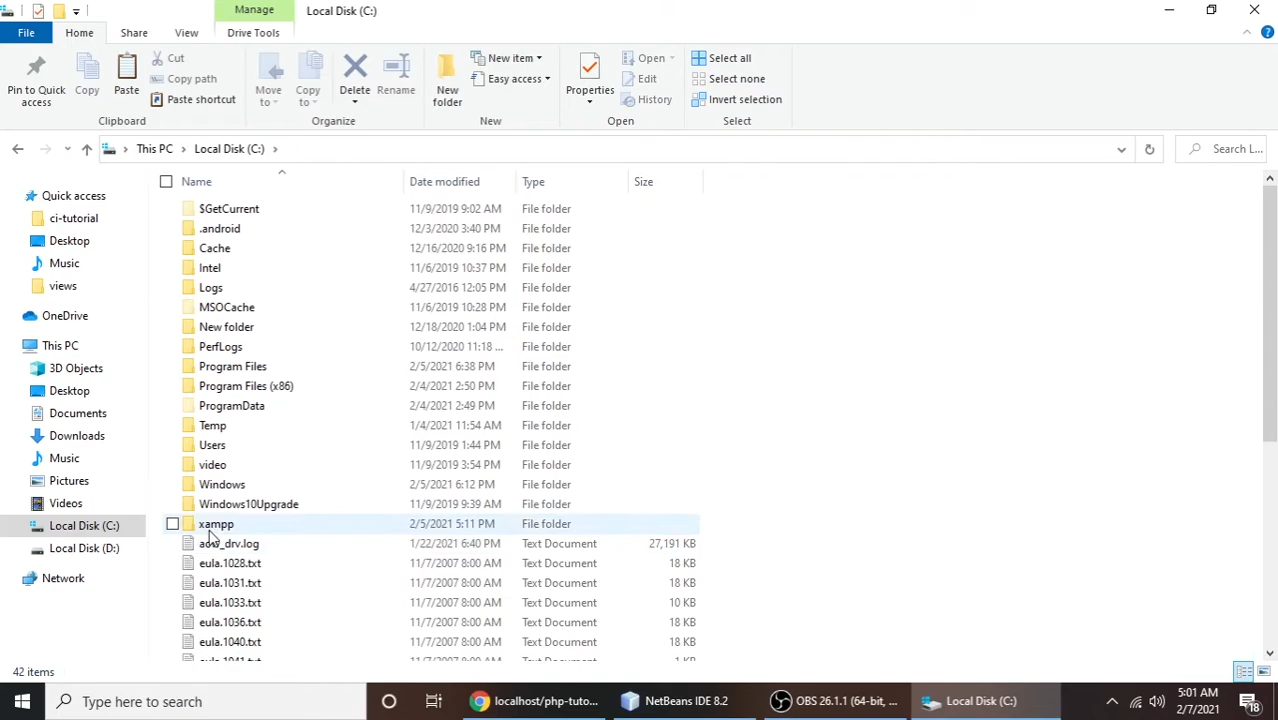 Manage
Local Disk (C:)
File
Home
Share
View
Drive Tools
Pin to Quick access
Copy
Paste
Cut
Copy path
Paste shortcut
Move to
Copy to
Delete
Rename
New folder
New item
Easy access
Properties
Open
Edit
History
Select all
Select none
Invert selection
Clipboard
Organize
New
Open
Select
This PC
Local Disk (C:)
Search L...
Quick access
ci-tutorial
Desktop
Music
views
OneDrive
This PC
3D Objects
Desktop
Documents
Downloads
Music
Pictures
Videos
Local Disk (C:)
Local Disk (D:)
Network
Name Date modified Type Size
$GetCurrent 11/9/2019 9:02 AM File folder
.android 12/3/2020 3:40 PM File folder
Cache 12/16/2020 9:16 PM File folder
Intel 11/6/2019 10:37 PM File folder
Logs 4/27/2016 12:05 PM File folder
MSOCache 11/6/2019 10:28 PM File folder
New folder 12/18/2020 1:04 PM File folder
PerfLogs 10/12/2020 11:18 ... File folder
Program Files 2/5/2021 6:38 PM File folder
Program Files (x86) 2/4/2021 2:50 PM File folder
ProgramData 2/4/2021 2:49 PM File folder
Temp 1/4/2021 11:54 AM File folder
Users 11/9/2019 1:44 PM File folder
video 11/9/2019 3:54 PM File folder
Windows 2/5/2021 6:12 PM File folder
Windows10Upgrade 11/9/2019 9:39 AM File folder
xampp 2/5/2021 5:11 PM File folder
1/22/2021 6:40 PM Text Document 27,191 KB
eula.1028.txt 11/7/2007 8:00 AM Text Document 18 KB
eula.1031.txt 11/7/2007 8:00 AM Text Document 18 KB
eula.1033.txt 11/7/2007 8:00 AM Text Document 10 KB
eula.1036.txt 11/7/2007 8:00 AM Text Document 18 KB
eula.1040.txt 11/7/2007 8:00 AM Text Document 18 KB
42 items
Type here to search
localhost/php-tuto...
NetBeans IDE 8.2
OBS 26.1.1 (64-bit, ...
Local Disk (C:)
5:01 AM
2/7/2021
18